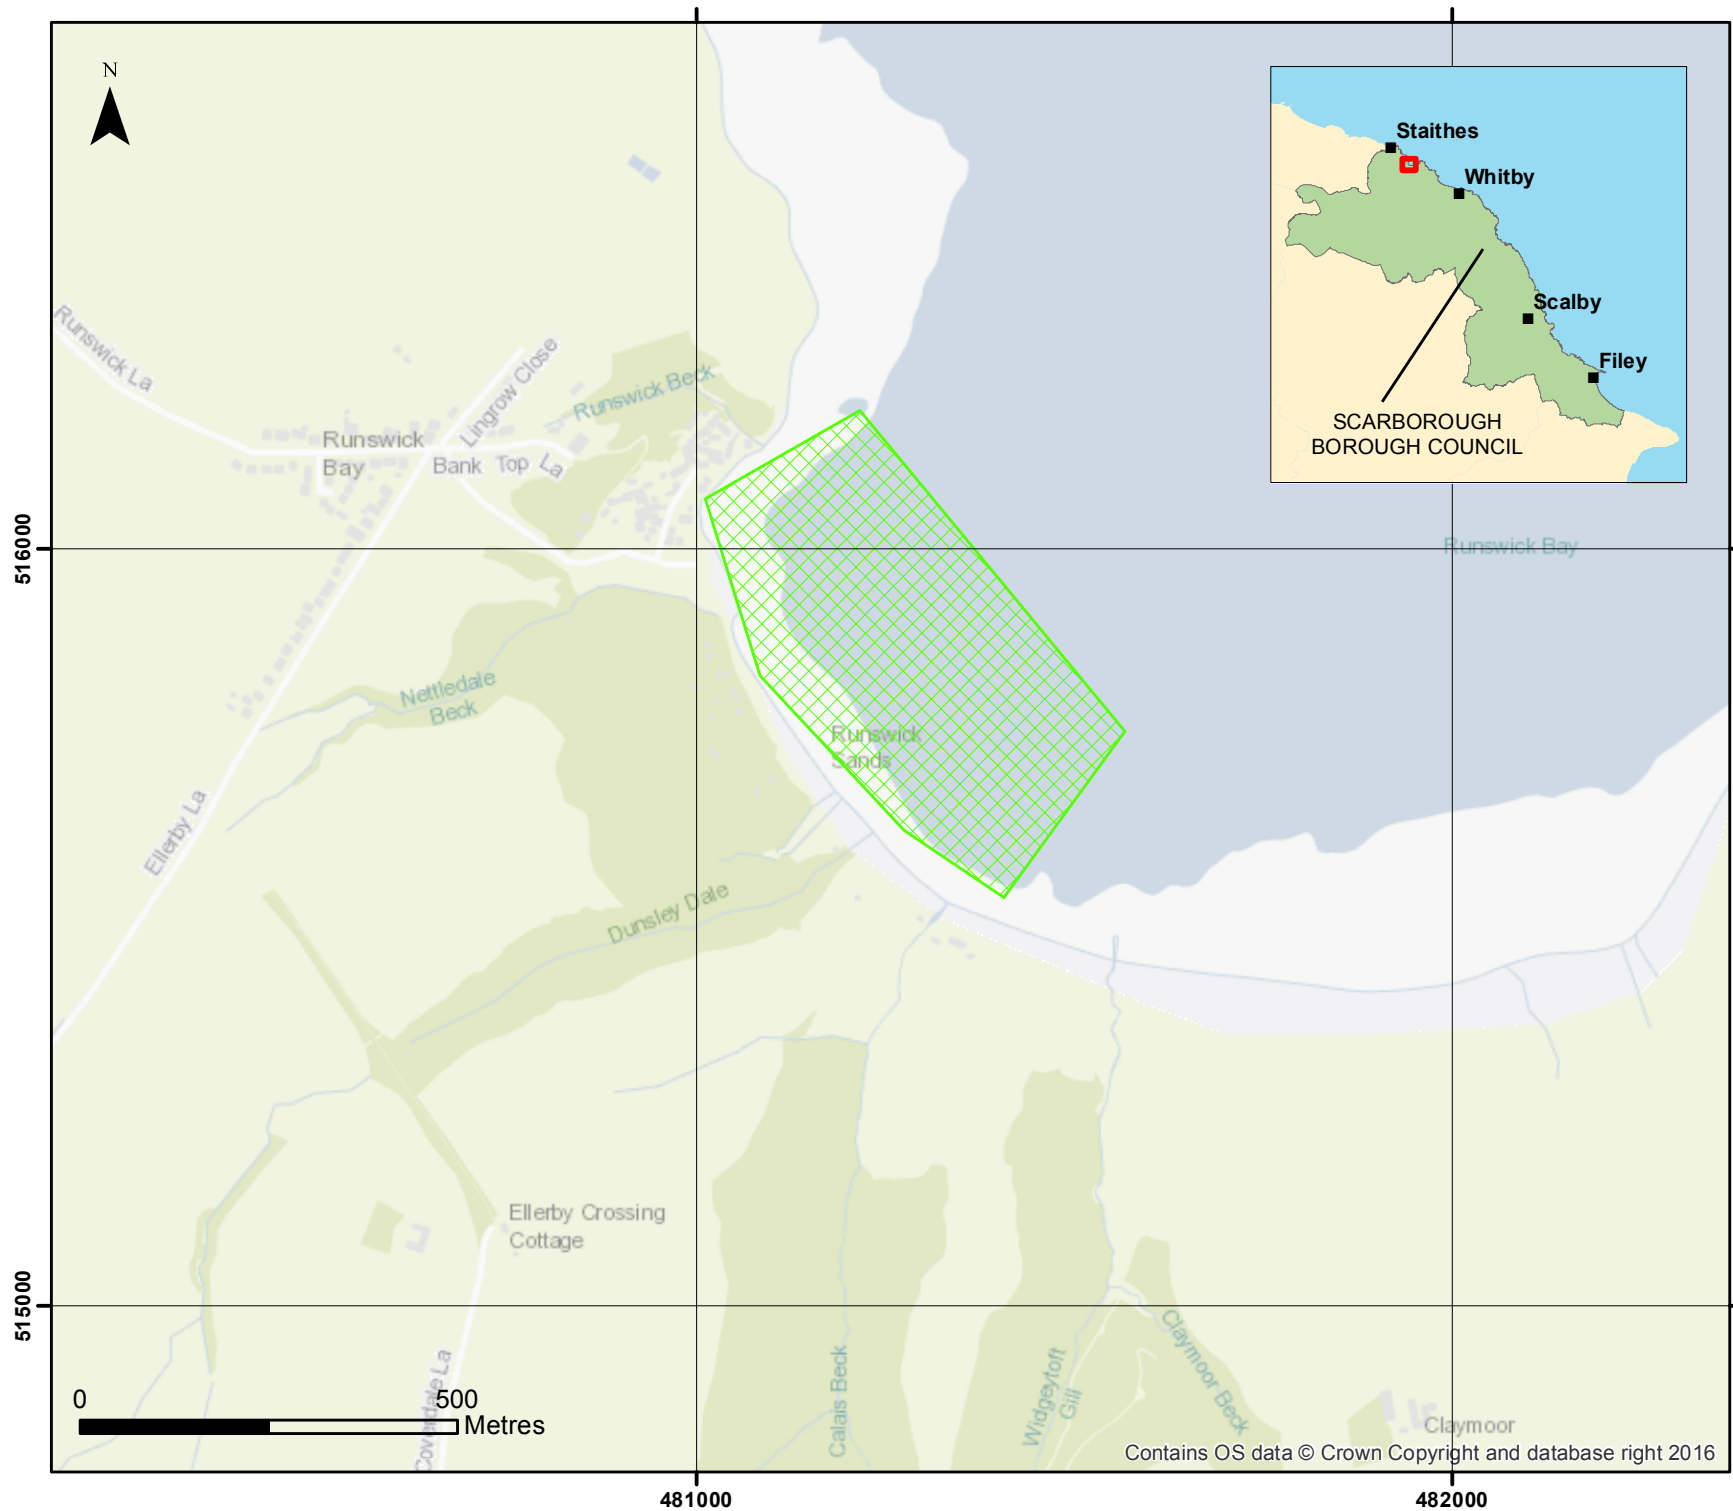 N
Staithes
Whitby
Scalby
Filey
SCARBOROUGH
BOROUGH COUNCIL
Runswick La
Lingrow Close
Runswick Beck
Runswick
Bay
Bank Top La
516000
Runswick Bay
Nettledale
Beck
Runswick
Sands
Ellerby La
Dunsley Dale
Ellerby Crossing
Cottage
515000
Coverdale La
Calais Beck
Widgeytoft
Gill
Claymoor Beck
Claymoor
0 500
Metres
Contains OS data © Crown Copyright and database right 2016
481000 482000